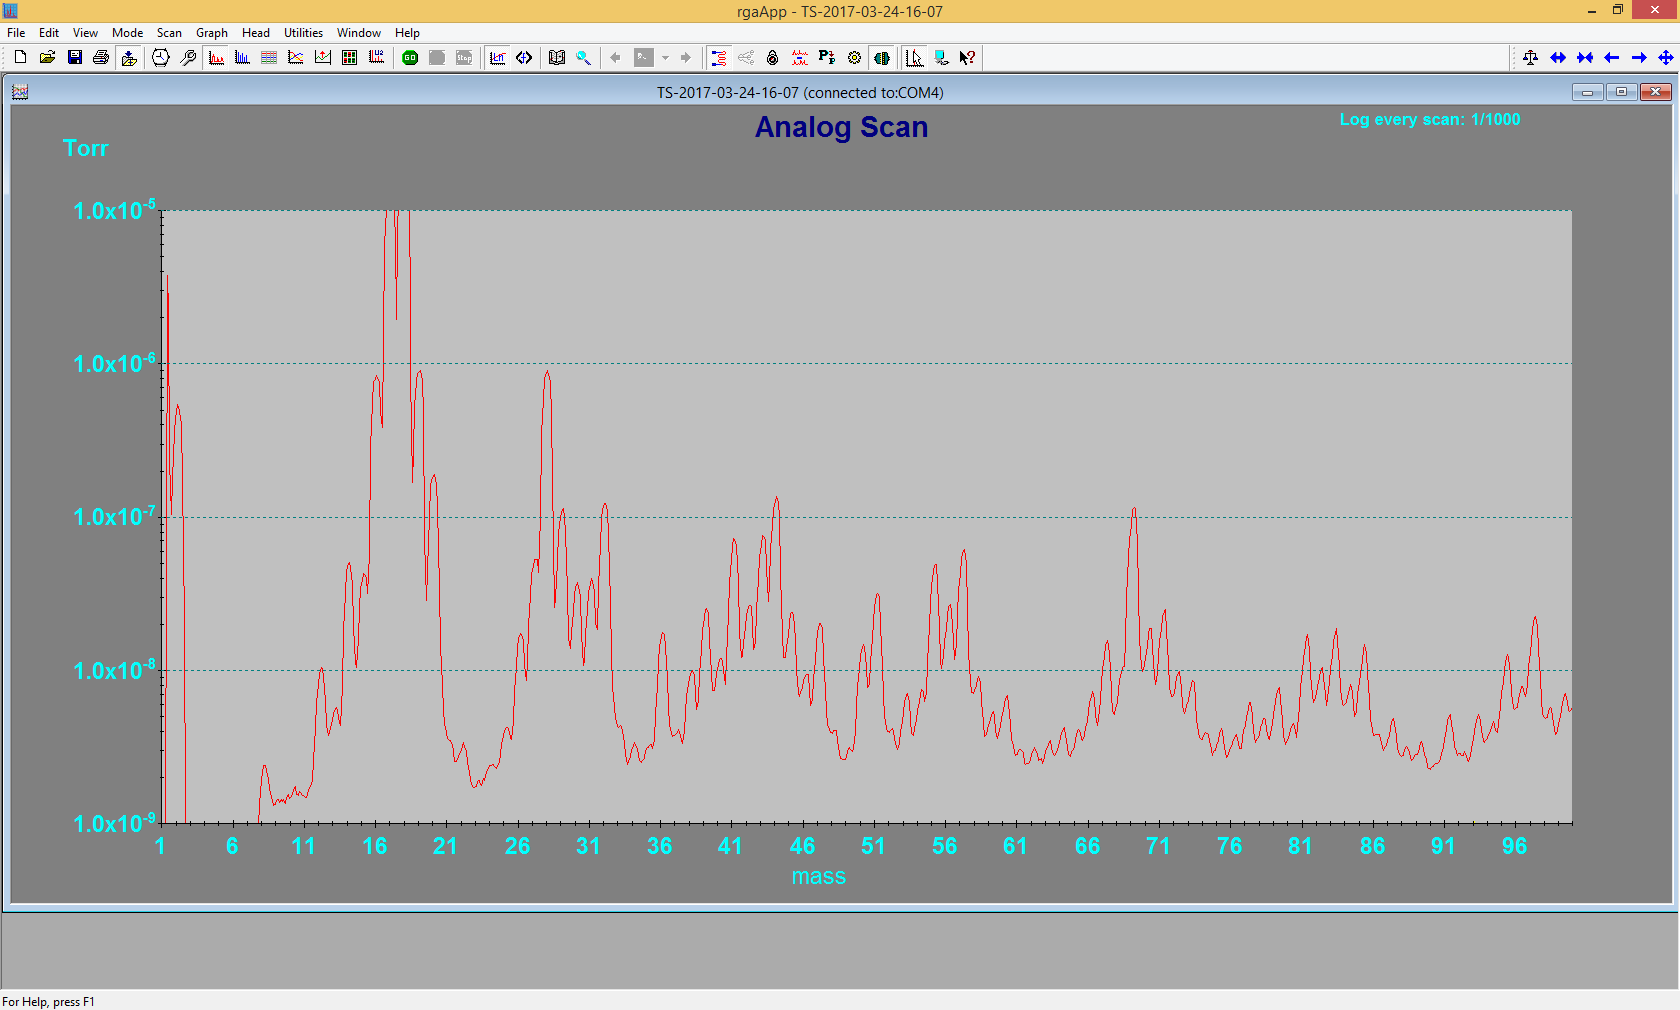 rgaApp - TS-2017-03-24-16-07
File Edit View Mode Scan Graph Head Utilities Window Help
GO Stop
TS-2017-03-24-16-07 (connected to:COM4)
Analog Scan
Log every scan: 1/1000
Torr
1.0x10-5
1.0x10-6
1.0x10-7
1.0x10-8
1.0x10-9
1 6 11 16 21 26 31 36 41 46 51 56 61 66 71 76 81 86 91 96
mass
For Help, press F1